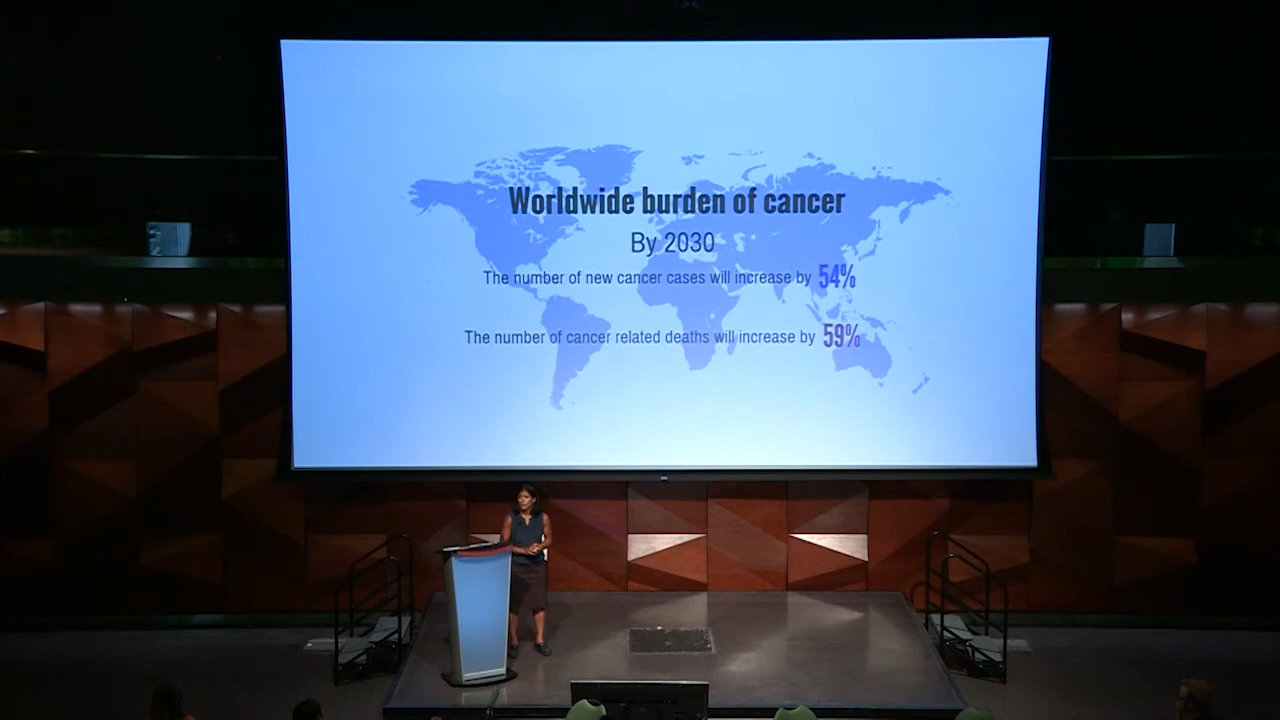 Worldwide burden of cancer
By 2030
The number of new cancer cases will increase by 54%
The number of cancer related deaths will increase by 59%